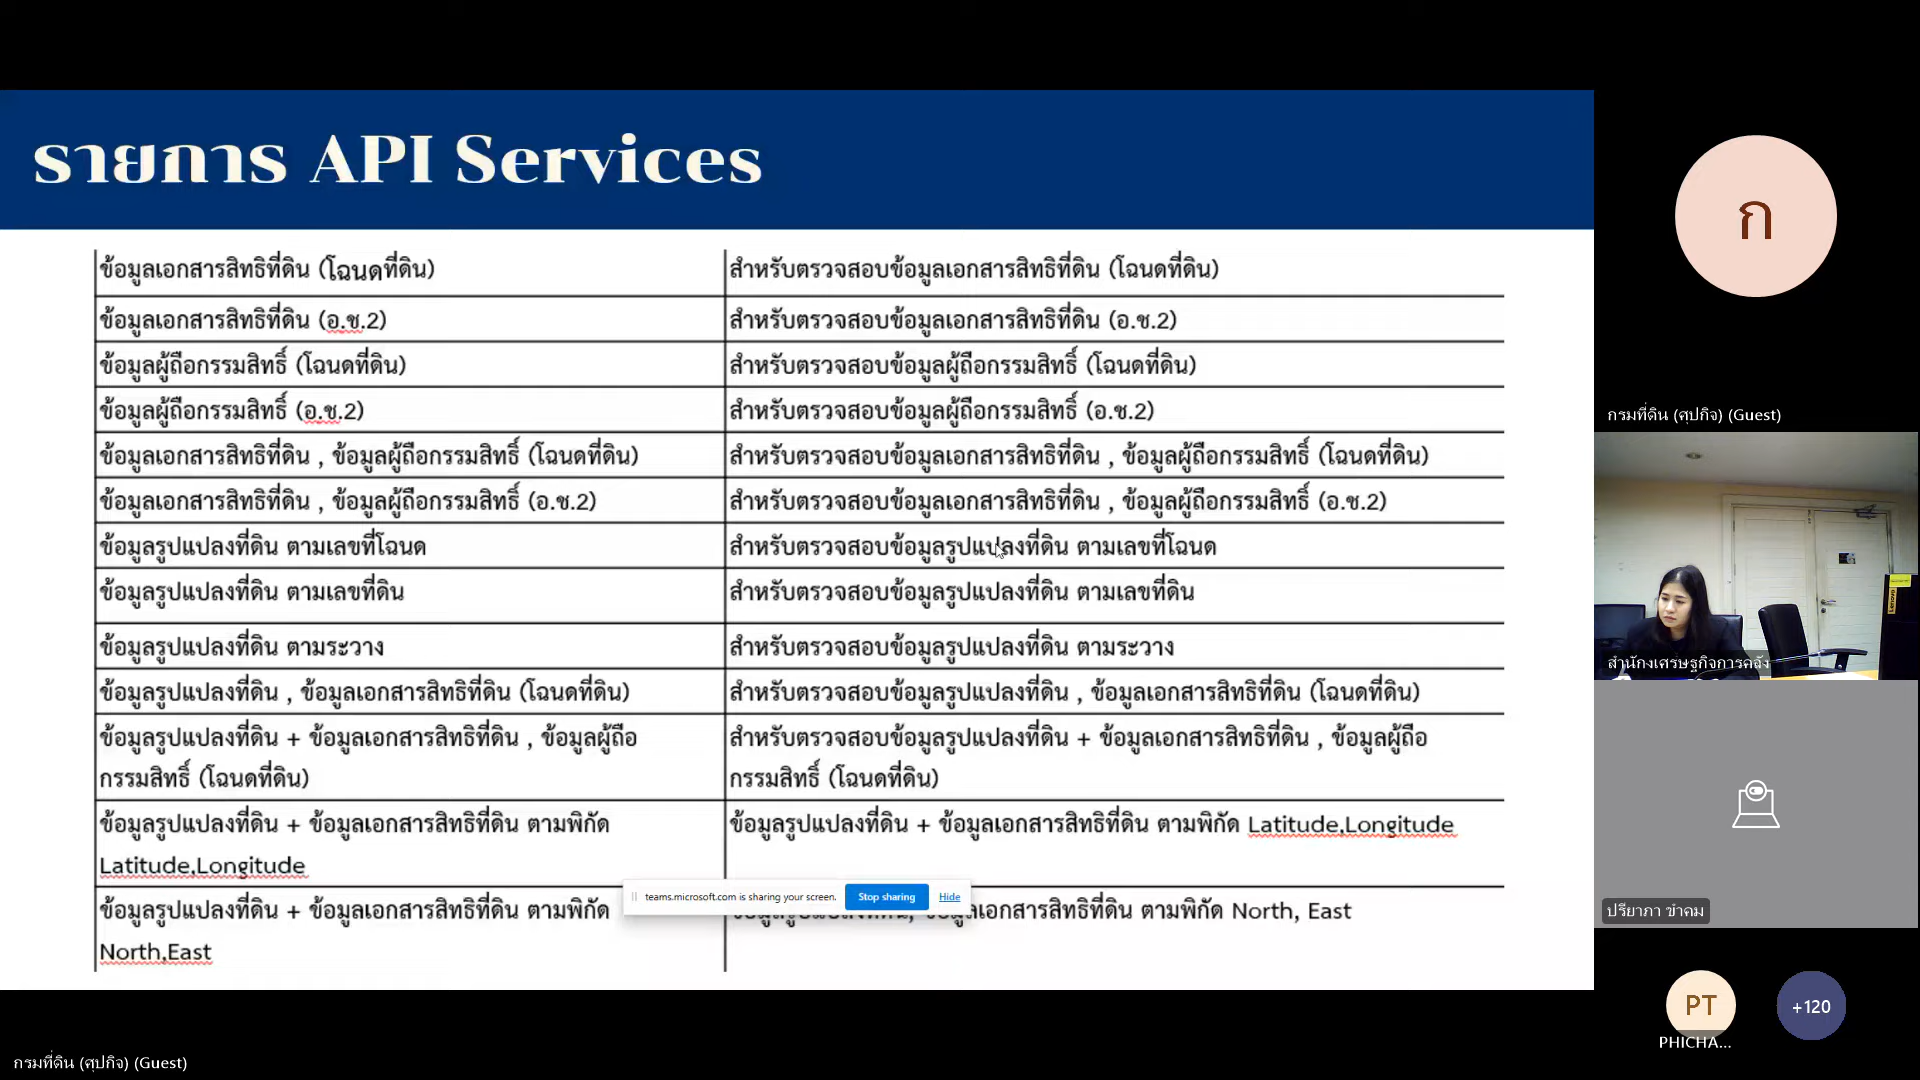 รายการ API Services
ข้อมูลเอกสารสิทธิที่ดิน (โฉนดที่ดิน)
สำหรับตรวจสอบข้อมูลเอกสารสิทธิที่ดิน (โฉนดที่ดิน)
ข้อมูลเอกสารสิทธิที่ดิน (อ.ช.2)
สำหรับตรวจสอบข้อมูลเอกสารสิทธิที่ดิน (อ.ช.2)
ข้อมูลผู้ถือกรรมสิทธิ์ (โฉนดที่ดิน)
สำหรับตรวจสอบข้อมูลผู้ถือกรรมสิทธิ์ (โฉนดที่ดิน)
ข้อมูลผู้ถือกรรมสิทธิ์ (อ.ช.2)
สำหรับตรวจสอบข้อมูลผู้ถือกรรมสิทธิ์ (อ.ช.2)
ข้อมูลเอกสารสิทธิที่ดิน , ข้อมูลผู้ถือกรรมสิทธิ์ (โฉนดที่ดิน)
สำหรับตรวจสอบข้อมูลเอกสารสิทธิที่ดิน , ข้อมูลผู้ถือกรรมสิทธิ์ (โฉนดที่ดิน)
ข้อมูลเอกสารสิทธิที่ดิน , ข้อมูลผู้ถือกรรมสิทธิ์ (อ.ช.2)
สำหรับตรวจสอบข้อมูลเอกสารสิทธิที่ดิน , ข้อมูลผู้ถือกรรมสิทธิ์ (อ.ช.2)
ข้อมูลรูปแปลงที่ดิน ตามเลขที่โฉนด
สำหรับตรวจสอบข้อมูลรูปแปลงที่ดิน ตามเลขที่โฉนด
ข้อมูลรูปแปลงที่ดิน ตามเลขที่ดิน
สำหรับตรวจสอบข้อมูลรูปแปลงที่ดิน ตามเลขที่ดิน
ข้อมูลรูปแปลงที่ดิน ตามระวาง
สำหรับตรวจสอบข้อมูลรูปแปลงที่ดิน ตามระวาง
ข้อมูลรูปแปลงที่ดิน , ข้อมูลเอกสารสิทธิที่ดิน (โฉนดที่ดิน)
สำหรับตรวจสอบข้อมูลรูปแปลงที่ดิน , ข้อมูลเอกสารสิทธิที่ดิน (โฉนดที่ดิน)
ข้อมูลรูปแปลงที่ดิน + ข้อมูลเอกสารสิทธิที่ดิน , ข้อมูลผู้ถือ
กรรมสิทธิ์ (โฉนดที่ดิน)
สำหรับตรวจสอบข้อมูลรูปแปลงที่ดิน + ข้อมูลเอกสารสิทธิที่ดิน , ข้อมูลผู้ถือ
กรรมสิทธิ์ (โฉนดที่ดิน)
ข้อมูลรูปแปลงที่ดิน + ข้อมูลเอกสารสิทธิที่ดิน ตามพิกัด
Latitude,Longitude
ข้อมูลรูปแปลงที่ดิน + ข้อมูลเอกสารสิทธิที่ดิน ตามพิกัด Latitude,Longitude
ข้อมูลรูปแปลงที่ดิน + ข้อมูลเอกสารสิทธิที่ดิน ตามพิกัด
North,East
ข้อมูลรูปแปลงที่ดิน, ข้อมูลเอกสารสิทธิที่ดิน ตามพิกัด North, East
teams.microsoft.com is sharing your screen.
Stop sharing
Hide
ก
กรมที่ดิน (ศุปกิจ) (Guest)
Lenovo
สำนักงเศรษฐกิจการคฉัง
ปรียาภา ขำคม
PT
+120
PHICHA...
กรมที่ดิน (ศุปกิจ) (Guest)